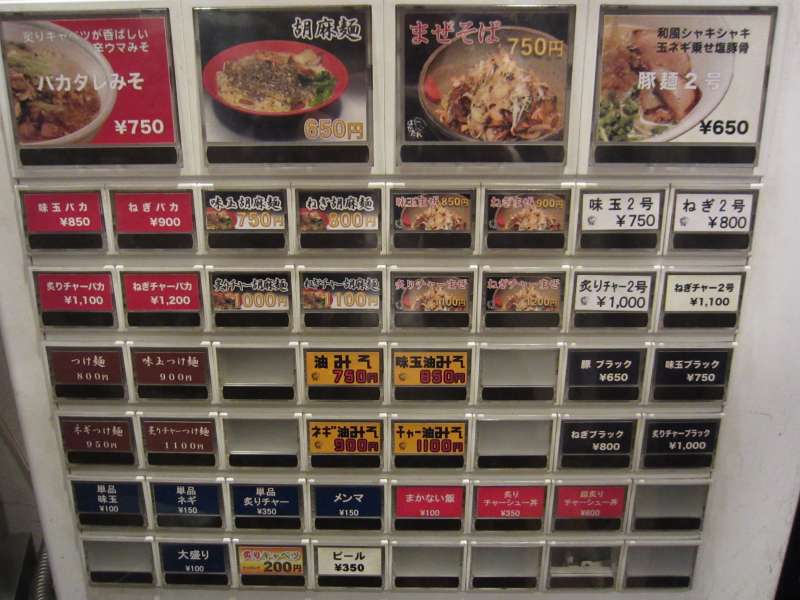 炙りキャベツが香ばしい
辛ウマみそ
バカタレみそ
¥750
胡麻麺
650円
まぜそば
750円
和風シャキシャキ
玉ネギ乗せ塩豚骨
豚麺2号
¥650
味玉バカ
¥850
ねぎバカ
¥900
味玉胡麻麺
750円
ねぎ胡麻麺
800円
味玉まぜ850円
ねぎまぜ900円
味玉2号
¥750
ねぎ2号
¥800
炙りチャーバカ
¥1,100
ねぎチャーバカ
¥1,200
炙りチャー胡麻麺
1000円
ねぎチャー胡麻麺
1100円
炙りチャーまぜ
1100円
ねぎチャーまぜ
1200円
炙りチャー2号
¥1,000
ねぎチャー2号
¥1,100
つけ麺
800円
味玉つけ麺
900円
油みそ
750円
味玉油みそ
850円
豚 ブラック
¥650
味玉ブラック
¥750
ネギつけ麺
950円
炙りチャーつけ麺
1100円
ネギ油みそ
900円
チャー油みそ
1100円
ねぎブラック
¥800
炙りチャーブラック
¥1,000
単品
味玉
¥100
単品
ネギ
¥150
単品
炙りチャー
¥350
メンマ
¥150
まかない飯
¥100
炙り
チャーシュー丼
¥350
超炙り
チャーシュー丼
¥600
大盛り
¥100
炙りキャベツ
200円
ビール
¥350